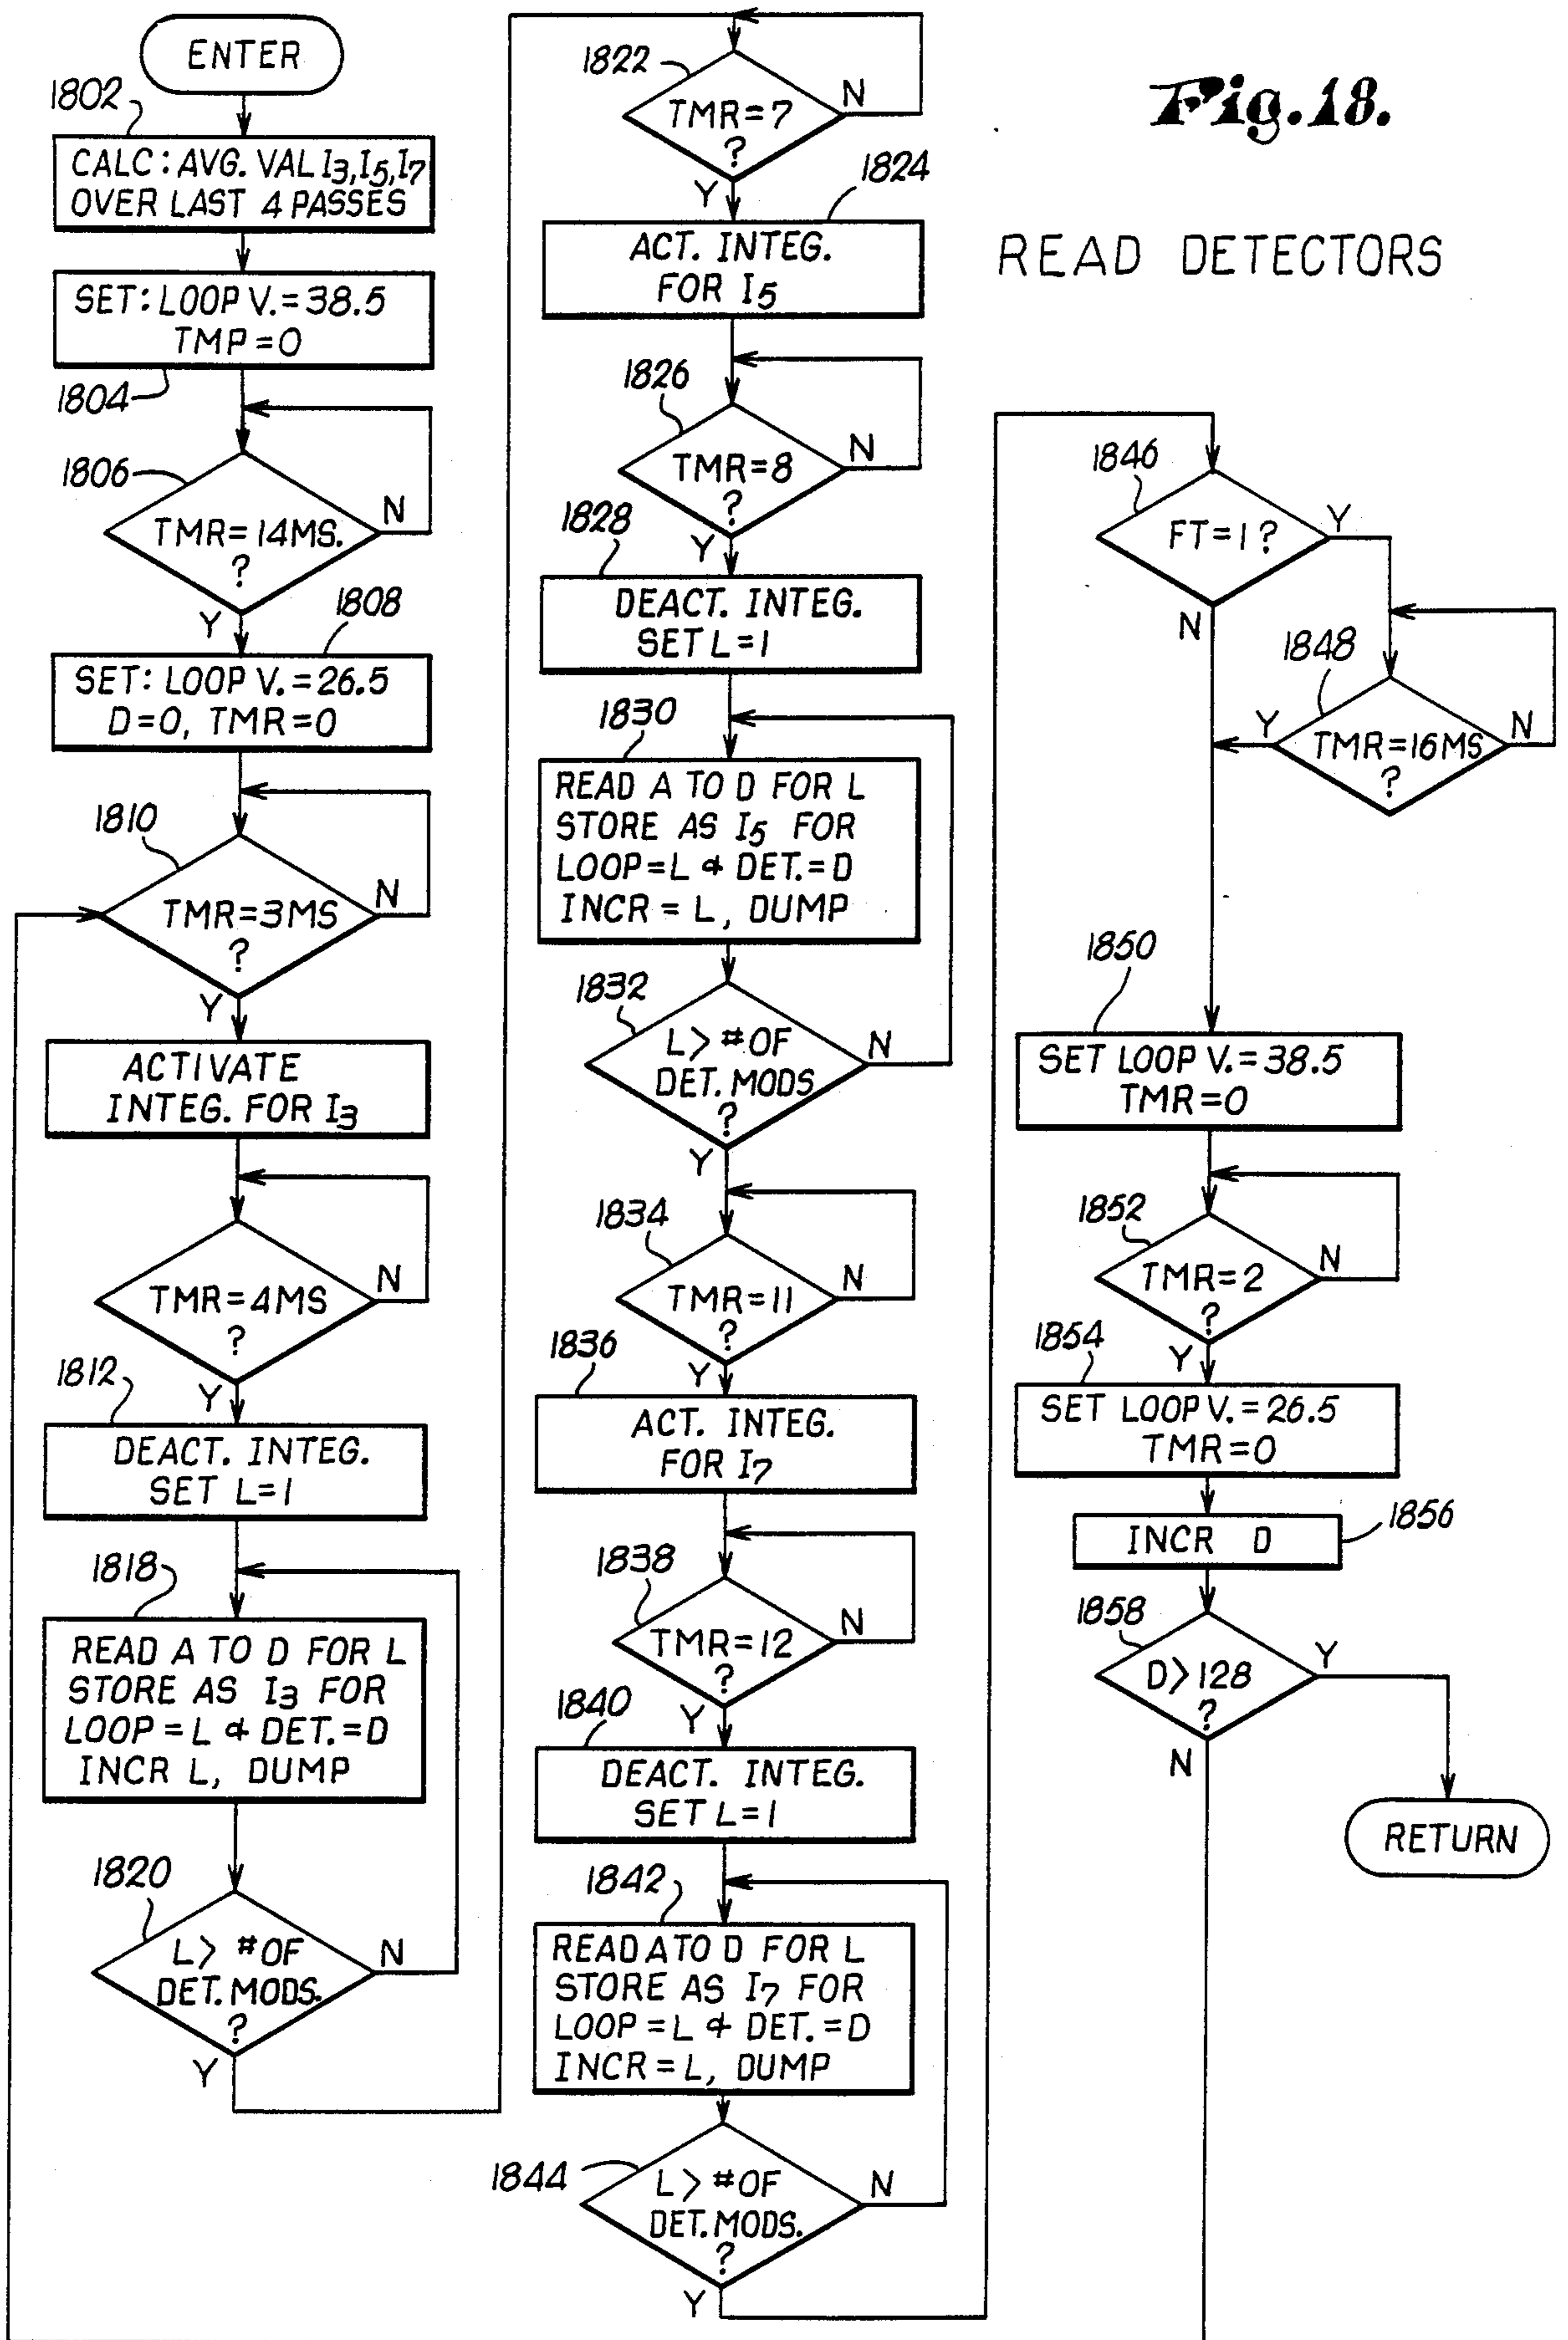 Fig. 18.
READ DETECTORS
ENTER
1802
CALC: AVG. VAL I3, I5, I7
OVER LAST 4 PASSES
SET: LOOP V. = 38.5
TMP = 0
1804
1806
TMR = 14MS.
?
N
Y
1808
SET: LOOP V. = 26.5
D = 0, TMR = 0
1810
TMR = 3MS
?
N
Y
ACTIVATE
INTEG. FOR I3
TMR = 4MS
?
N
Y
1812
DEACT. INTEG.
SET L = 1
1818
READ A TO D FOR L
STORE AS I3 FOR
LOOP = L & DET. = D
INCR L, DUMP
1820
L > # OF
DET. MODS.
?
N
Y
1822
TMR = 7
?
N
Y
1824
ACT. INTEG.
FOR I5
1826
TMR = 8
?
N
Y
1828
DEACT. INTEG.
SET L = 1
1830
READ A TO D FOR L
STORE AS I5 FOR
LOOP = L & DET. = D
INCR = L, DUMP
1832
L > # OF
DET. MODS
?
N
Y
1834
TMR = 11
?
N
Y
1836
ACT. INTEG.
FOR I7
1838
TMR = 12
?
N
Y
1840
DEACT. INTEG.
SET L = 1
1842
READ A TO D FOR L
STORE AS I7 FOR
LOOP = L & DET. = D
INCR = L, DUMP
1844
L > # OF
DET. MODS.
?
N
Y
1846
FT = 1 ?
Y
N
1848
TMR = 16MS
?
Y
N
1850
SET LOOP V. = 38.5
TMR = 0
1852
TMR = 2
?
N
Y
1854
SET LOOP V. = 26.5
TMR = 0
INCR D
1856
1858
D > 128
?
Y
N
RETURN